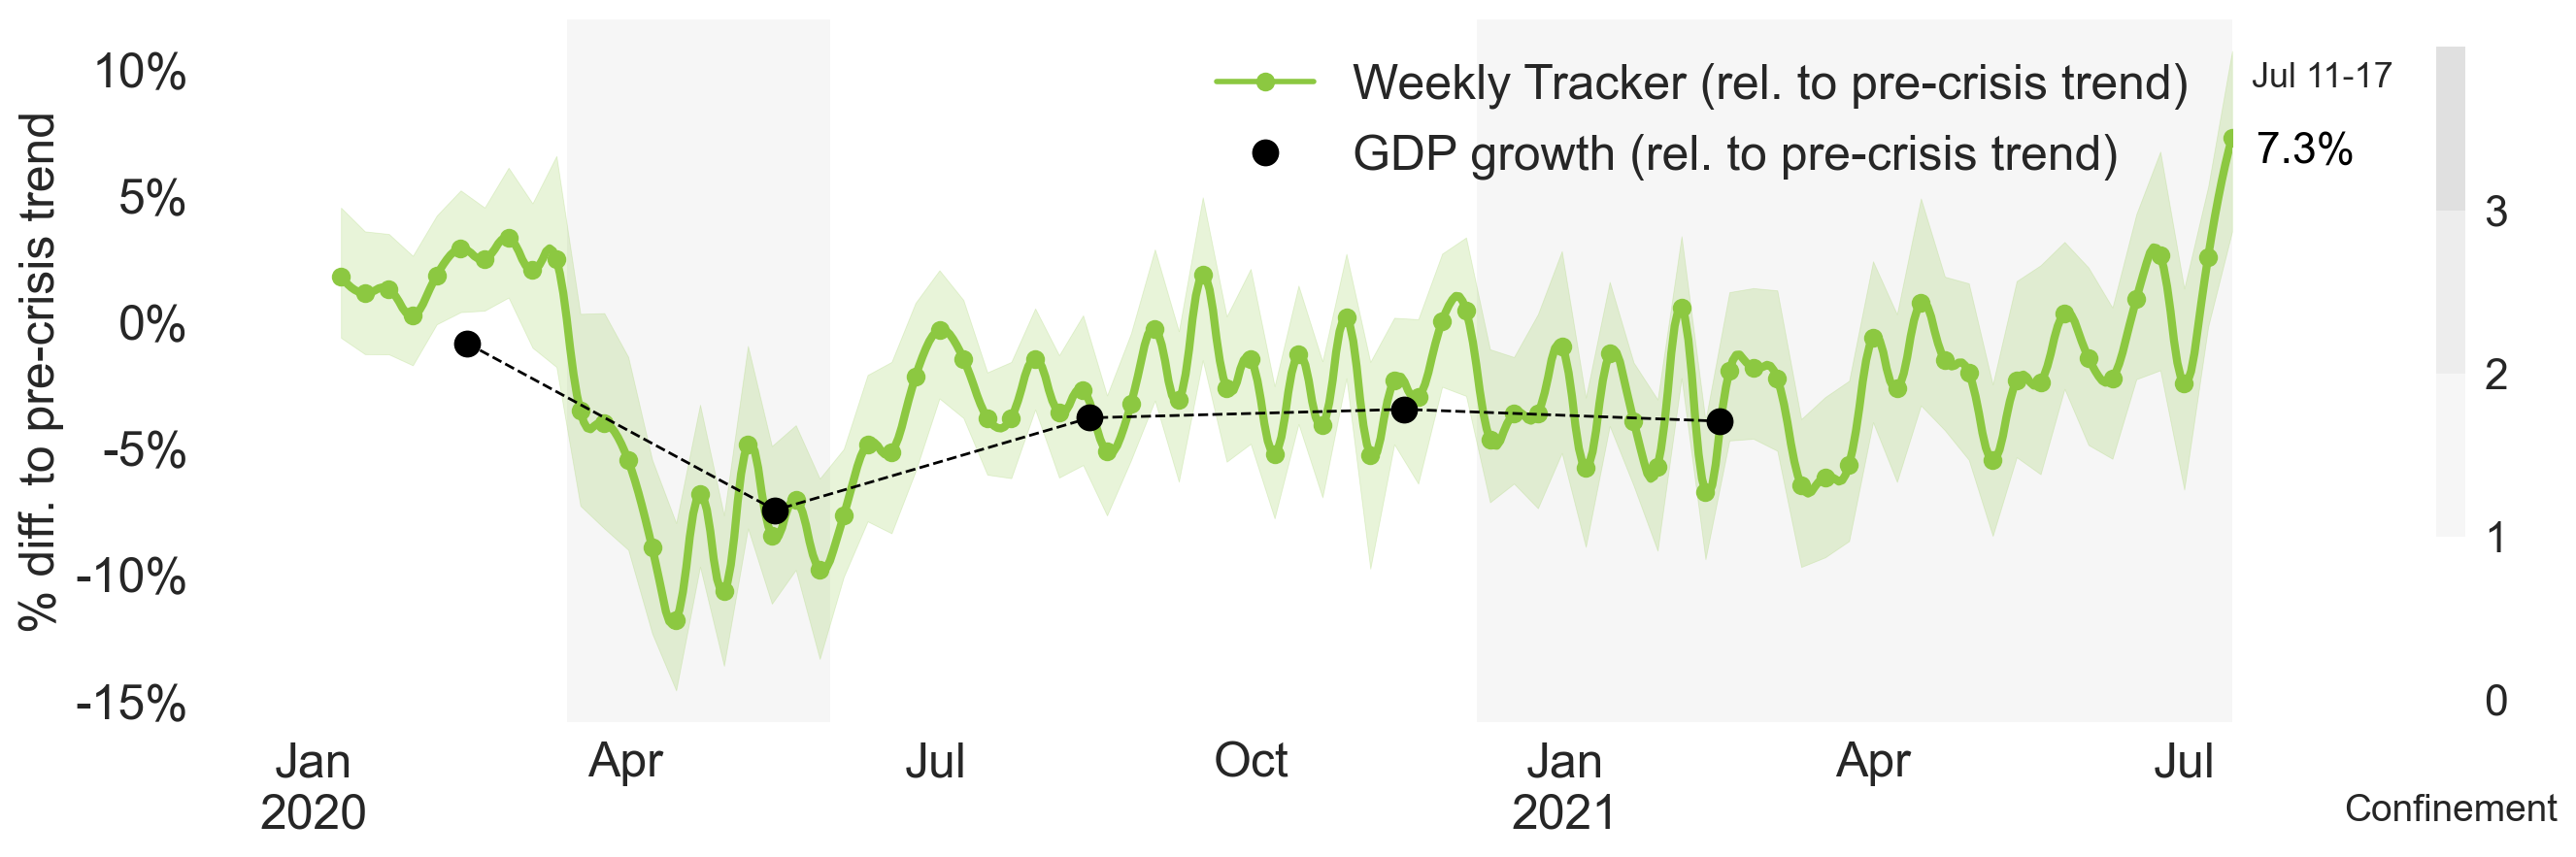 % diff. to pre-crisis trend
10%
5%
0%
-5%
-10%
-15%
Weekly Tracker (rel. to pre-crisis trend)
GDP growth (rel. to pre-crisis trend)
Jul 11-17
7.3%
3
2
1
0
Jan
2020
Apr
Jul
Oct
Jan
2021
Apr
Jul
Confinement